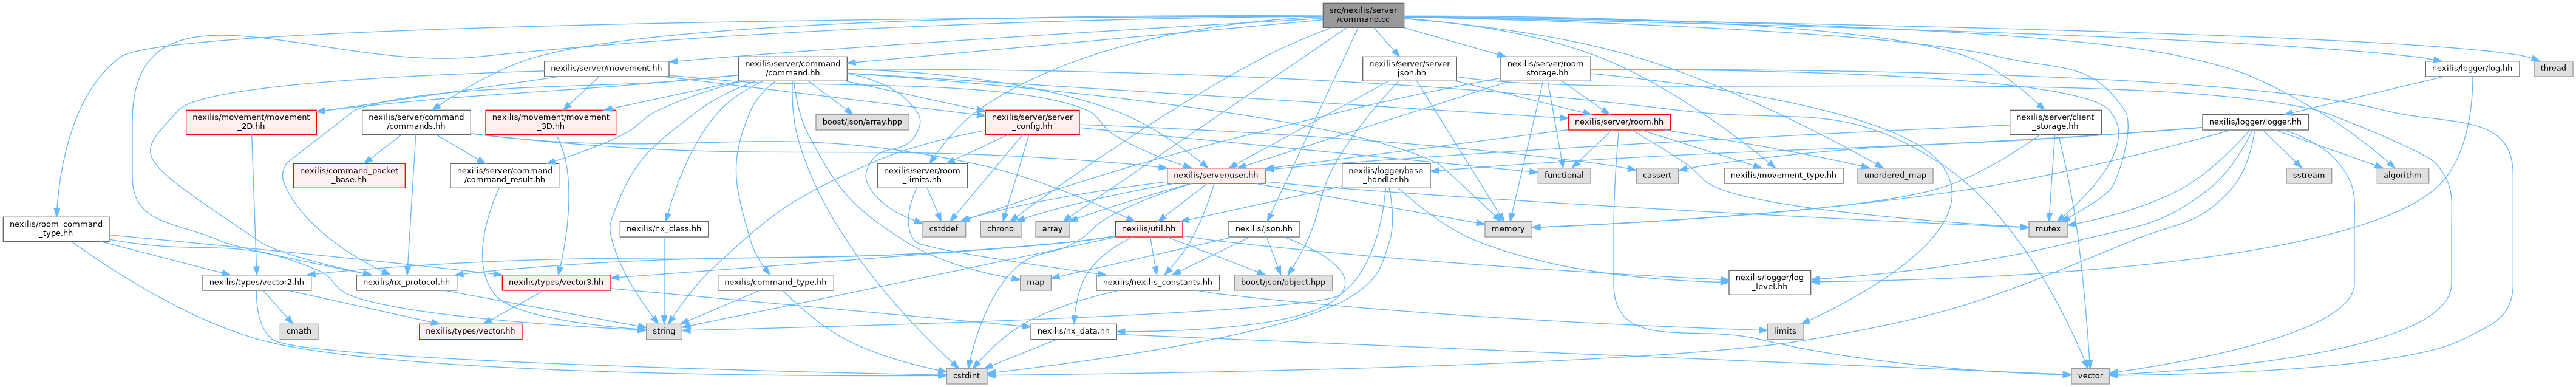 src/nexilis/server
/command.cc
nexilis/server/movement.hh
nexilis/server/command
/command.hh
nexilis/server/server
_json.hh
nexilis/server/room
_storage.hh
nexilis/logger/log.hh
thread
nexilis/movement/movement
_2D.hh
nexilis/server/command
/commands.hh
nexilis/movement/movement
_3D.hh
boost/json/array.hpp
nexilis/server/server
_config.hh
nexilis/server/room.hh
nexilis/server/client
_storage.hh
nexilis/logger/logger.hh
nexilis/command_packet
_base.hh
nexilis/server/command
/command_result.hh
nexilis/server/room
_limits.hh
nexilis/server/user.hh
nexilis/logger/base
_handler.hh
functional
cassert
nexilis/movement_type.hh
unordered_map
sstream
algorithm
nexilis/room_command
_type.hh
nexilis/nx_class.hh
cstddef
chrono
array
nexilis/util.hh
nexilis/json.hh
memory
mutex
nexilis/types/vector2.hh
nexilis/nx_protocol.hh
nexilis/types/vector3.hh
nexilis/command_type.hh
map
nexilis/nexilis_constants.hh
boost/json/object.hpp
nexilis/logger/log
_level.hh
cmath
nexilis/types/vector.hh
string
nexilis/nx_data.hh
limits
cstdint
vector